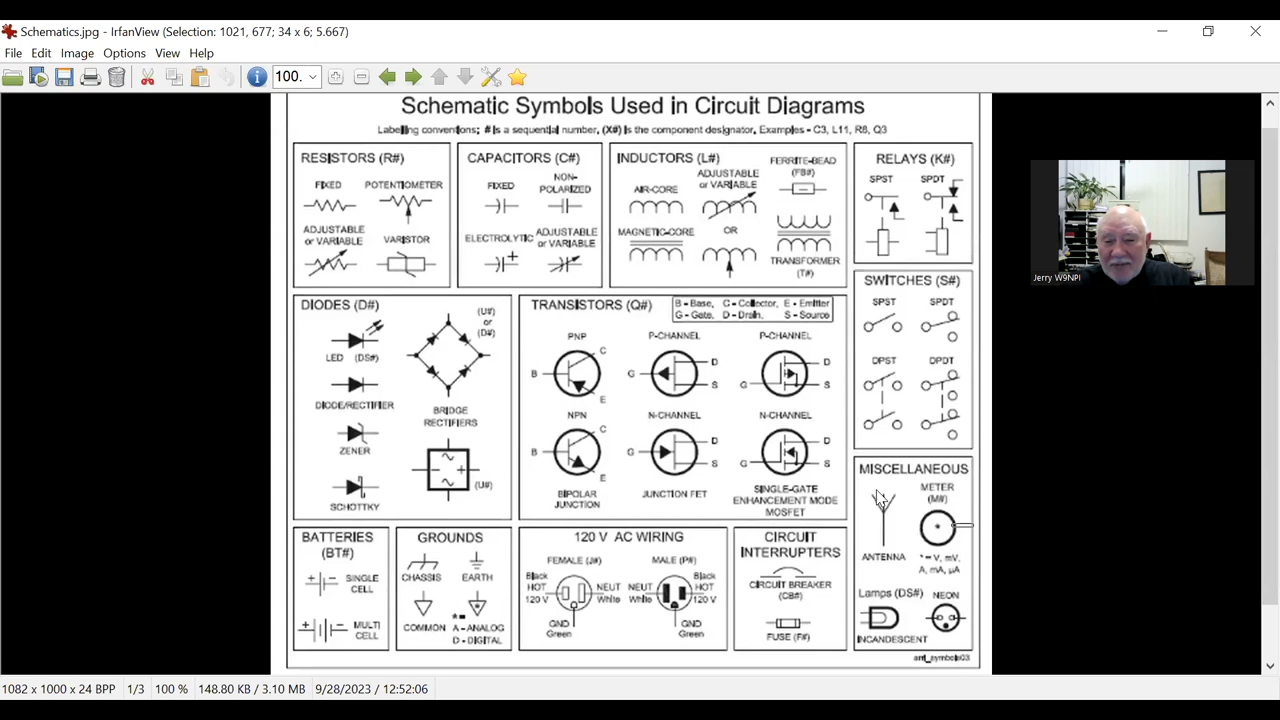 Schematics.jpg - IrfanView (Selection: 1021, 677; 34 x 6; 5.667)
File Edit Image Options View Help
100.
Schematic Symbols Used in Circuit Diagrams
Labelling conventions; # is a sequential number, (X#) is the component designator, Examples - C3, L11, R8, Q3
RESISTORS (R#)
FIXED POTENTIOMETER
ADJUSTABLE
or VARIABLE
VARISTOR
CAPACITORS (C#)
FIXED
NON-
POLARIZED
ELECTROLYTIC
ADJUSTABLE
or VARIABLE
+
INDUCTORS (L#)
AIR-CORE
ADJUSTABLE
or VARIABLE
FERRITE-BEAD
(FB#)
MAGNETIC-CORE
OR
TRANSFORMER
(T#)
RELAYS (K#)
SPST SPDT
SWITCHES (S#)
SPST SPDT
DPST DPDT
DIODES (D#)
LED (DS#)
DIODE/RECTIFIER
ZENER
SCHOTTKY
(U#)
or
(D#)
BRIDGE
RECTIFIERS
- +
(U#)
TRANSISTORS (Q#)
B - Base, C - Collector, E - Emitter
G - Gate, D - Drain, S - Source
PNP P-CHANNEL P-CHANNEL
B C E G D S G D S
NPN N-CHANNEL N-CHANNEL
B C E G D S G D S
BIPOLAR
JUNCTION
JUNCTION FET
SINGLE-GATE
ENHANCEMENT MODE
MOSFET
MISCELLANEOUS
METER
(M#)
*
ANTENNA
* = V, mV,
A, mA, µA
Lamps (DS#) NEON
INCANDESCENT
BATTERIES
(BT#)
+ - SINGLE
CELL
+ - MULTI
CELL
GROUNDS
CHASSIS EARTH
COMMON
* =
A - ANALOG
D - DIGITAL
120 V AC WIRING
FEMALE (J#) MALE (P#)
Black
HOT
120 V
NEUT
White
NEUT
White
Black
HOT
120 V
GND
Green
GND
Green
CIRCUIT
INTERRUPTERS
CIRCUIT BREAKER
(CB#)
FUSE (F#)
arrl_symbols03
Jerry W9NPI
1082 x 1000 x 24 BPP 1/3 100 % 148.80 KB / 3.10 MB 9/28/2023 / 12:52:06